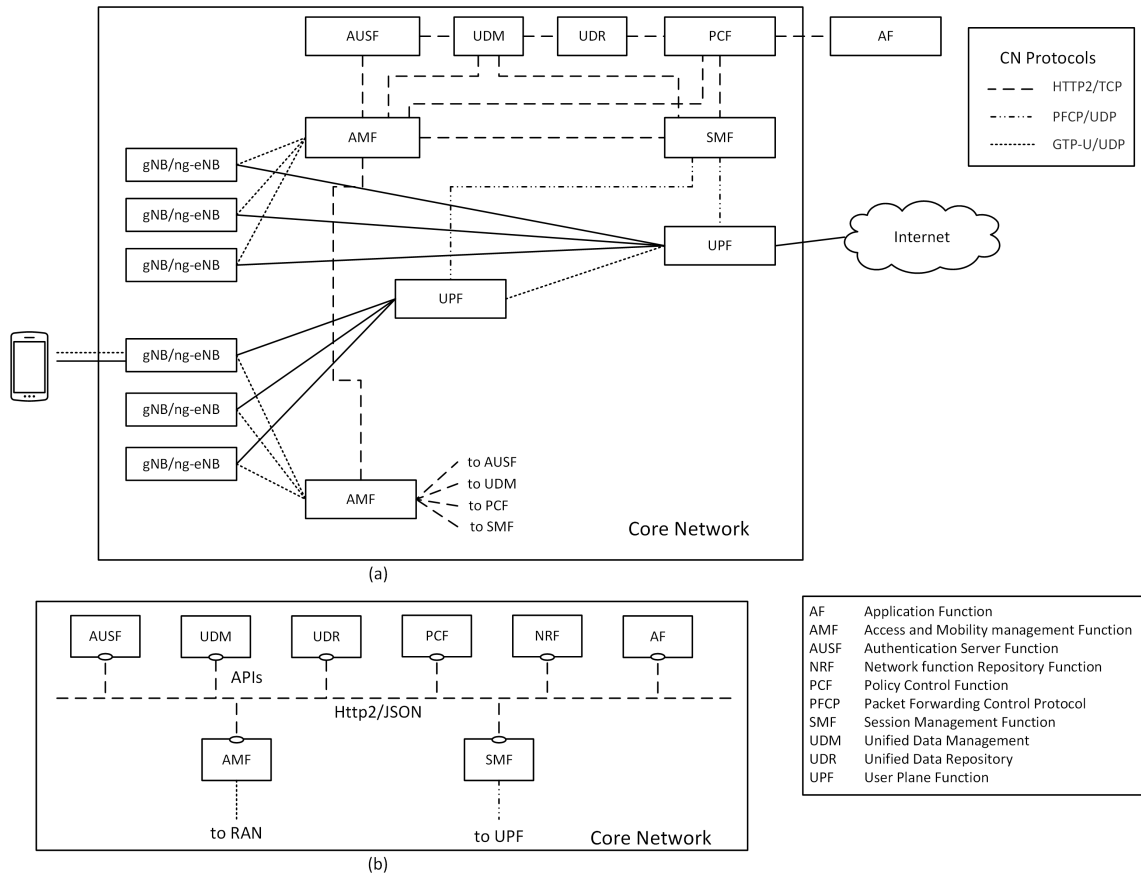 AUSF
UDM
UDR
PCF
AF
CN Protocols
HTTP2/TCP
PFCP/UDP
GTP-U/UDP
AMF
SMF
gNB/ng-eNB
gNB/ng-eNB
gNB/ng-eNB
UPF
Internet
UPF
gNB/ng-eNB
gNB/ng-eNB
gNB/ng-eNB
AMF
to AUSF
to UDM
to PCF
to SMF
Core Network
(a)
AUSF
UDM
UDR
PCF
NRF
AF
APIs
Http2/JSON
AMF
SMF
to RAN
to UPF
Core Network
(b)
AF Application Function
AMF Access and Mobility management Function
AUSF Authentication Server Function
NRF Network function Repository Function
PCF Policy Control Function
PFCP Packet Forwarding Control Protocol
SMF Session Management Function
UDM Unified Data Management
UDR Unified Data Repository
UPF User Plane Function